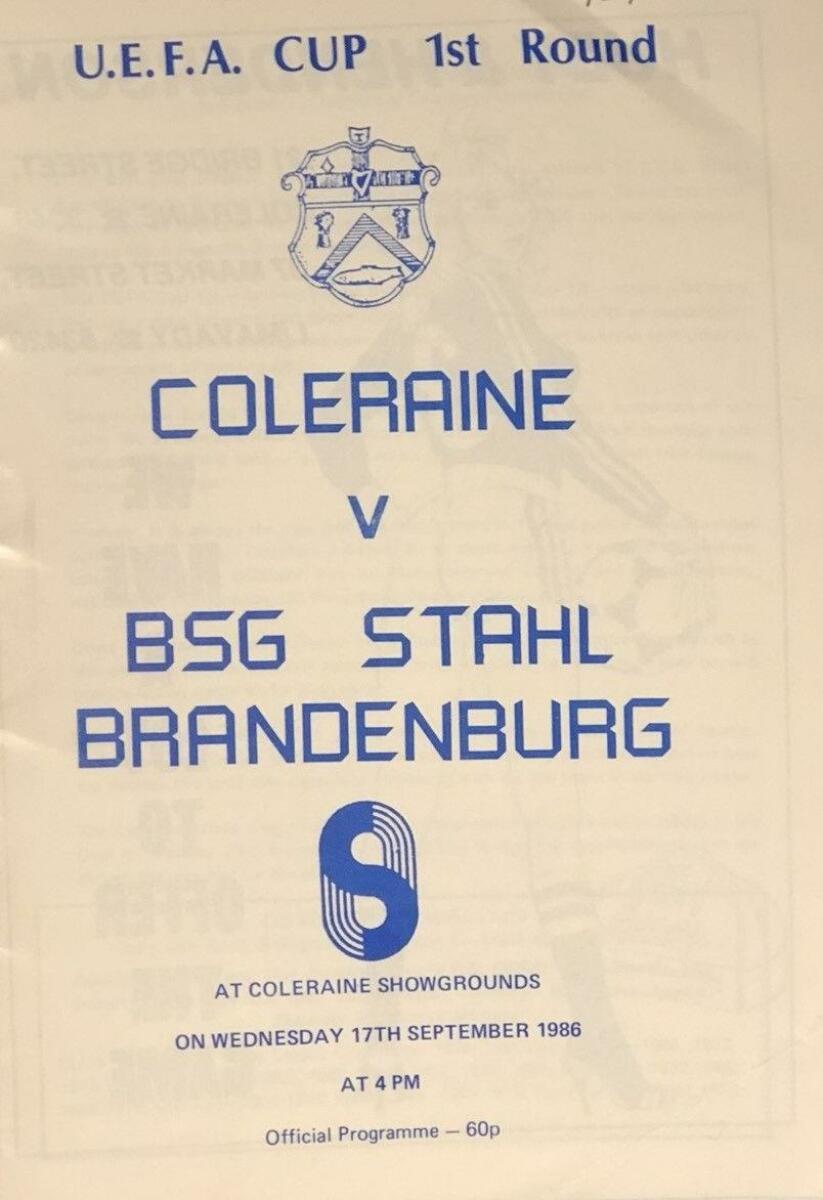 U.E.F.A. CUP 1st Round
COLERAINE
V
BSG STAHL
BRANDENBURG
S
AT COLERAINE SHOWGROUNDS
ON WEDNESDAY 17TH SEPTEMBER 1986
AT 4 PM
Official Programme — 60p